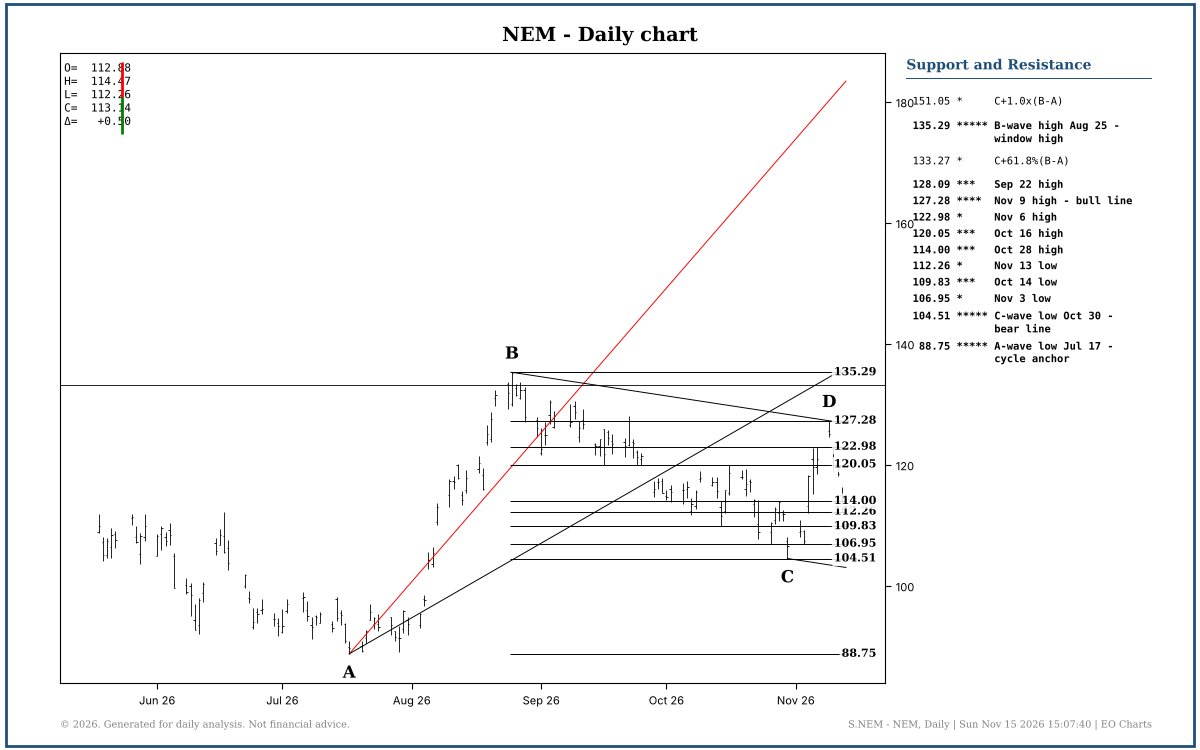 NEM - Daily chart
O= 112.88
H= 114.47
L= 112.26
C= 113.14
Δ= +0.50
Support and Resistance
151.05 * C+1.0x(B-A)
135.29 ***** B-wave high Aug 25 -
window high
133.27 * C+61.8%(B-A)
128.09 *** Sep 22 high
127.28 **** Nov 9 high - bull line
122.98 * Nov 6 high
120.05 *** Oct 16 high
114.00 *** Oct 28 high
112.26 * Nov 13 low
109.83 *** Oct 14 low
106.95 * Nov 3 low
104.51 ***** C-wave low Oct 30 -
bear line
88.75 ***** A-wave low Jul 17 -
cycle anchor
180
160
140
120
100
B
135.29
D
127.28
122.98
120.05
114.00
112.26
109.83
106.95
104.51
C
88.75
A
Jun 26
Jul 26
Aug 26
Sep 26
Oct 26
Nov 26
© 2026. Generated for daily analysis. Not financial advice.
S.NEM - NEM, Daily | Sun Nov 15 2026 15:07:40 | EO Charts